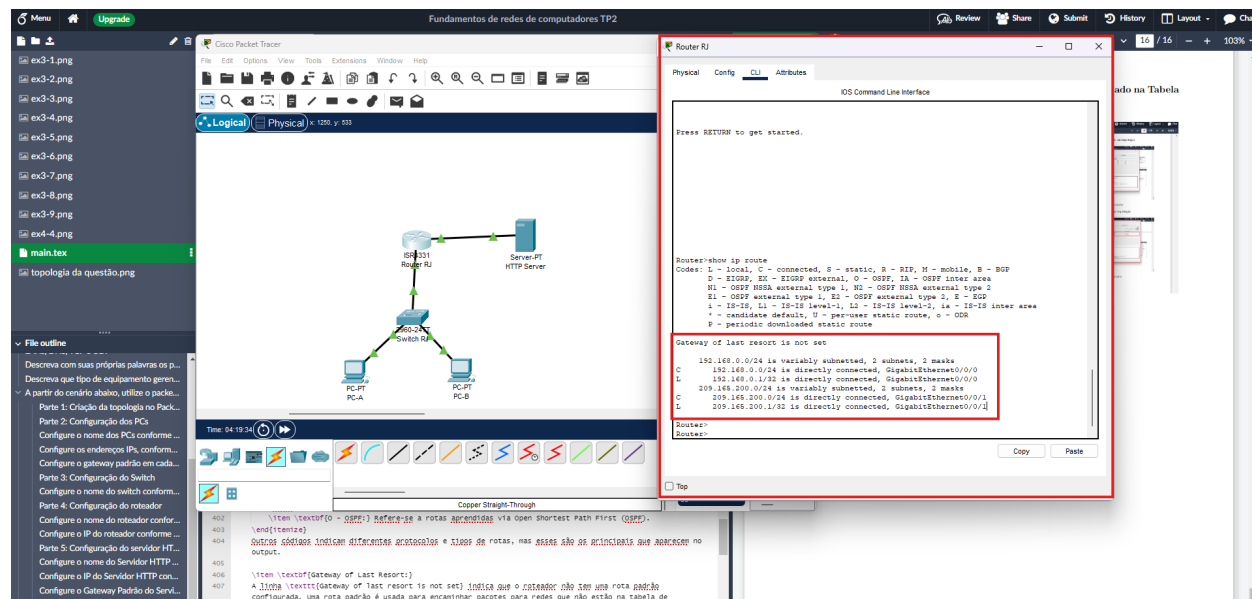 Menu
Upgrade
Fundamentos de redes de computadores TP2
Review
Share
Submit
History
Layout
Cha
ex3-1.png
ex3-2.png
ex3-3.png
ex3-4.png
ex3-5.png
ex3-6.png
ex3-7.png
ex3-8.png
ex3-9.png
ex4-4.png
main.tex
topologia da questão.png
File outline
Descreva com suas próprias palavras os p...
Descreva que tipo de equipamento geren...
A partir do cenário abaixo, utilize o packe...
Parte 1: Criação da topologia no Pack...
Parte 2: Configuração dos PCs
Configure o nome dos PCs conforme ...
Configure os endereços IPs, conform...
Configure o gateway padrão em cada...
Parte 3: Configuração do Switch
Configure o nome do switch conform...
Parte 4: Configuração do roteador
Configure o nome do roteador confor...
Configure o IP do roteador conforme ...
Parte 5: Configuração do servidor HT...
Configure o nome do Servidor HTTP ...
Configure o IP do Servidor HTTP con...
Configure o Gateway Padrão do Servi...
Cisco Packet Tracer
File Edit Options View Tools Extensions Window Help
Logical
Physical
x: 1250, y: 533
ISR4331
Router RJ
Server-PT
HTTP Server
2960-24TT
Switch RJ
PC-PT
PC-A
PC-PT
PC-B
Time: 04:19:34
Copper Straight-Through
402 \item \textbf{O - OSPF:} Refere-se a rotas aprendidas via Open Shortest Path First (OSPF).
403 \end{itemize}
404 Outros códigos indicam diferentes protocolos e tipos de rotas, mas esses são os principais que aparecem no
output.
405
406 \item \textbf{Gateway of Last Resort:}
407 A linha \texttt{Gateway of last resort is not set} indica que o roteador não tem uma rota padrão
configurada. Uma rota padrão é usada para encaminhar pacotes para redes que não estão na tabela de
Router RJ
Physical Config CLI Attributes
IOS Command Line Interface
Press RETURN to get started.
Router>show ip route
Codes: L - local, C - connected, S - static, R - RIP, M - mobile, B - BGP
D - EIGRP, EX - EIGRP external, O - OSPF, IA - OSPF inter area
N1 - OSPF NSSA external type 1, N2 - OSPF NSSA external type 2
E1 - OSPF external type 1, E2 - OSPF external type 2, E - EGP
i - IS-IS, L1 - IS-IS level-1, L2 - IS-IS level-2, ia - IS-IS inter area
* - candidate default, U - per-user static route, o - ODR
P - periodic downloaded static route
Gateway of last resort is not set
192.168.0.0/24 is variably subnetted, 2 subnets, 2 masks
C 192.168.0.0/24 is directly connected, GigabitEthernet0/0/0
L 192.168.0.1/32 is directly connected, GigabitEthernet0/0/0
209.165.200.0/24 is variably subnetted, 2 subnets, 2 masks
C 209.165.200.0/24 is directly connected, GigabitEthernet0/0/1
L 209.165.200.1/32 is directly connected, GigabitEthernet0/0/1
Router>
Router>
Copy
Paste
Top
16 / 16 − + 103%
ado na Tabela